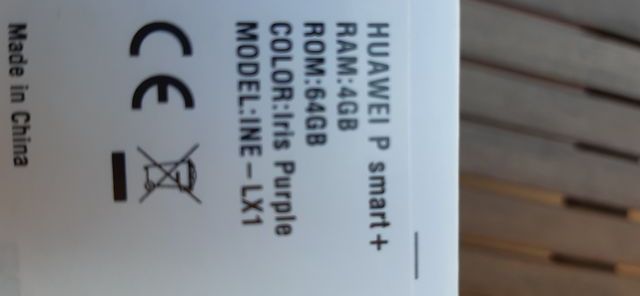 HUAWEI P smart+
RAM:4GB
ROM:64GB
COLOR:Iris Purple
MODEL:INE-LX1
CE
Made in China